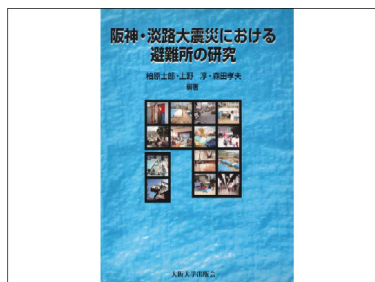 阪神・淡路大震災における
避難所の研究
柏原士郎・上野 淳・森田孝夫
編著
大阪大学出版会